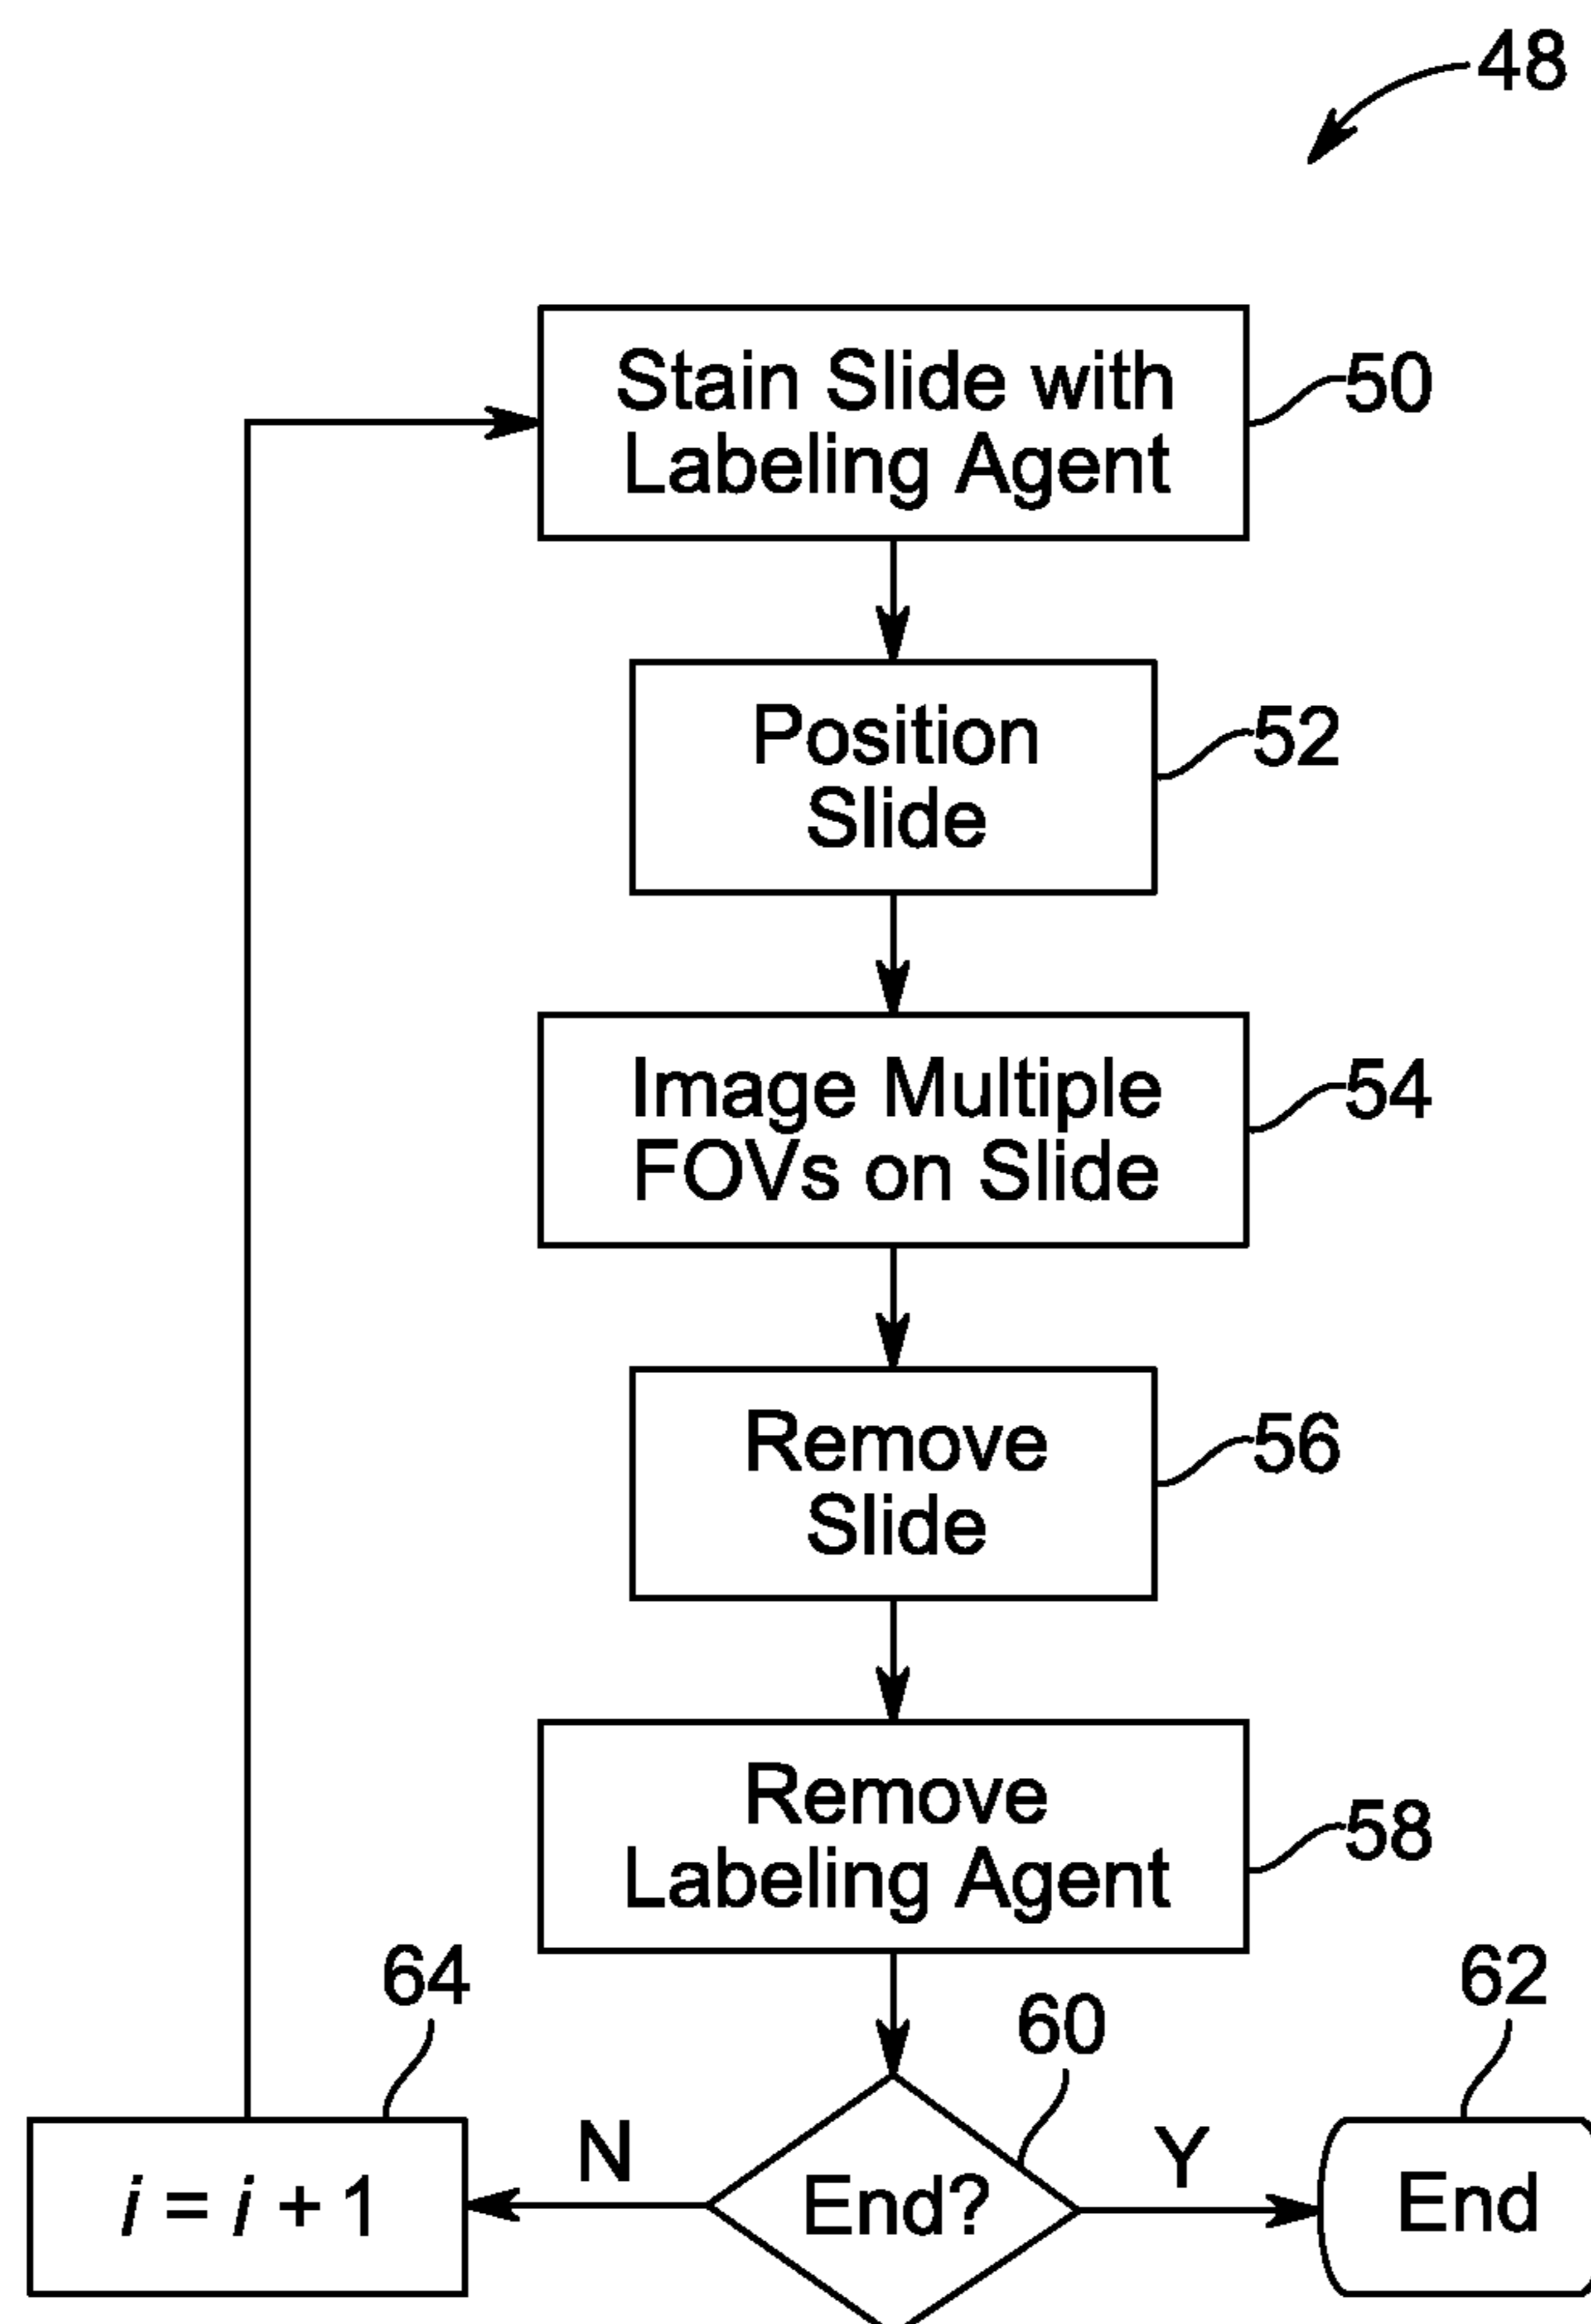 48
Stain Slide with
Labeling Agent
50
Position
Slide
52
Image Multiple
FOVs on Slide
54
Remove
Slide
56
Remove
Labeling Agent
58
64
60
62
N
Y
i = i + 1
End?
End